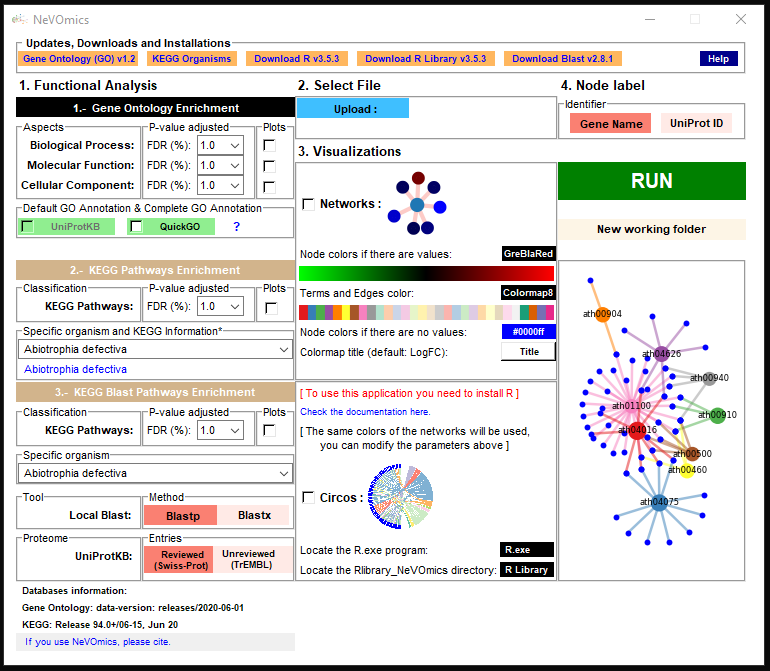 NeVOmics
Updates, Downloads and Installations
Gene Ontology (GO) v1.2
KEGG Organisms
Download R v3.5.3
Download R Library v3.5.3
Download Blast v2.8.1
Help
1. Functional Analysis
1.- Gene Ontology Enrichment
Aspects
P-value adjusted
Plots
Biological Process:
FDR (%):
1.0
Molecular Function:
FDR (%):
1.0
Cellular Component:
FDR (%):
1.0
Default GO Annotation & Complete GO Annotation
UniProtKB
QuickGO
?
2.- KEGG Pathways Enrichment
Classification
P-value adjusted
Plots
KEGG Pathways:
FDR (%):
1.0
Specific organism and KEGG Information*
Abiotrophia defectiva
Abiotrophia defectiva
3.- KEGG Blast Pathways Enrichment
Classification
P-value adjusted
Plots
KEGG Pathways:
FDR (%):
1.0
Specific organism
Abiotrophia defectiva
Tool
Method
Local Blast:
Blastp
Blastx
Proteome
Entries
UniProtKB:
Reviewed
(Swiss-Prot)
Unreviewed
(TrEMBL)
Databases information:
Gene Ontology: data-version: releases/2020-06-01
KEGG: Release 94.0+/06-15, Jun 20
If you use NeVOmics, please cite.
2. Select File
Upload :
3. Visualizations
Networks :
Node colors if there are values:
GreBlaRed
Terms and Edges color:
Colormap8
Node colors if there are no values:
#0000ff
Colormap title (default: LogFC):
Title
[ To use this application you need to install R ]
Check the documentation here.
[ The same colors of the networks will be used,
you can modify the parameters above ]
Circos :
Locate the R.exe program:
R.exe
Locate the Rlibrary_NeVOmics directory:
R Library
4. Node label
Identifier
Gene Name
UniProt ID
RUN
New working folder
ath00904
ath04626
ath00940
ath01100
ath00910
ath04016
ath00500
ath00460
ath04075